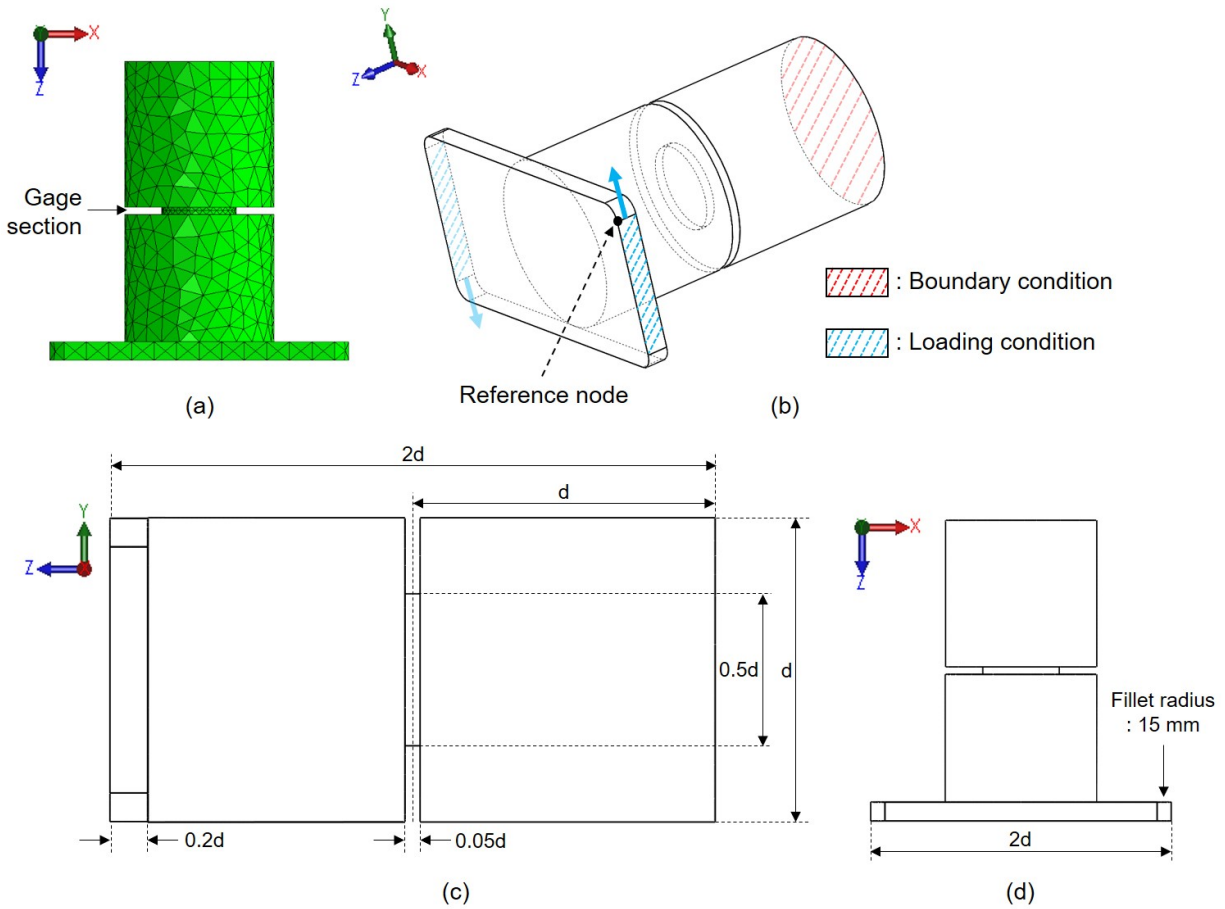 X
Z
Gage
section
(a)
Y
Z
X
Reference node
: Boundary condition
: Loading condition
(b)
2d
d
Y
Z
X
0.5d
d
0.2d
0.05d
(c)
X
Z
Fillet radius
: 15 mm
2d
(d)